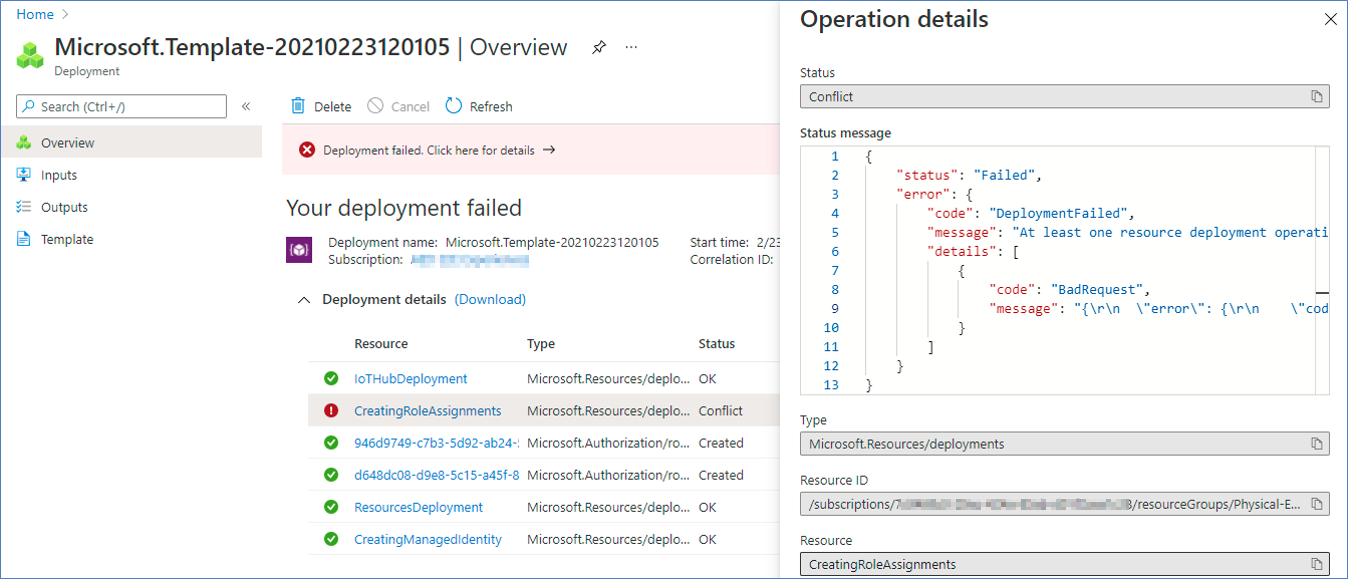 Home
Microsoft.Template-20210223120105 | Overview
Deployment
Search (Ctrl+/)
Overview
Inputs
Outputs
Template
Delete Cancel Refresh
Deployment failed. Click here for details →
Your deployment failed
Deployment name: Microsoft.Template-20210223120105 Start time: 2/23
Subscription: Correlation ID:
Deployment details (Download)
Resource Type Status
IoTHubDeployment Microsoft.Resources/deplo... OK
CreatingRoleAssignments Microsoft.Resources/deplo... Conflict
946d9749-c7b3-5d92-ab24- Microsoft.Authorization/ro... Created
d648dc08-d9e8-5c15-a45f-8 Microsoft.Authorization/ro... Created
ResourcesDeployment Microsoft.Resources/deplo... OK
CreatingManagedIdentity Microsoft.Resources/deplo... OK
Operation details
Status
Conflict
Status message
1 {
2 "status": "Failed",
3 "error": {
4 "code": "DeploymentFailed",
5 "message": "At least one resource deployment operati
6 "details": [
7 {
8 "code": "BadRequest",
9 "message": "{\r\n  \"error\": {\r\n    \"cod
10 }
11 ]
12 }
13 }
Type
Microsoft.Resources/deployments
Resource ID
/subscriptions/ /resourceGroups/Physical-E...
Resource
CreatingRoleAssignments